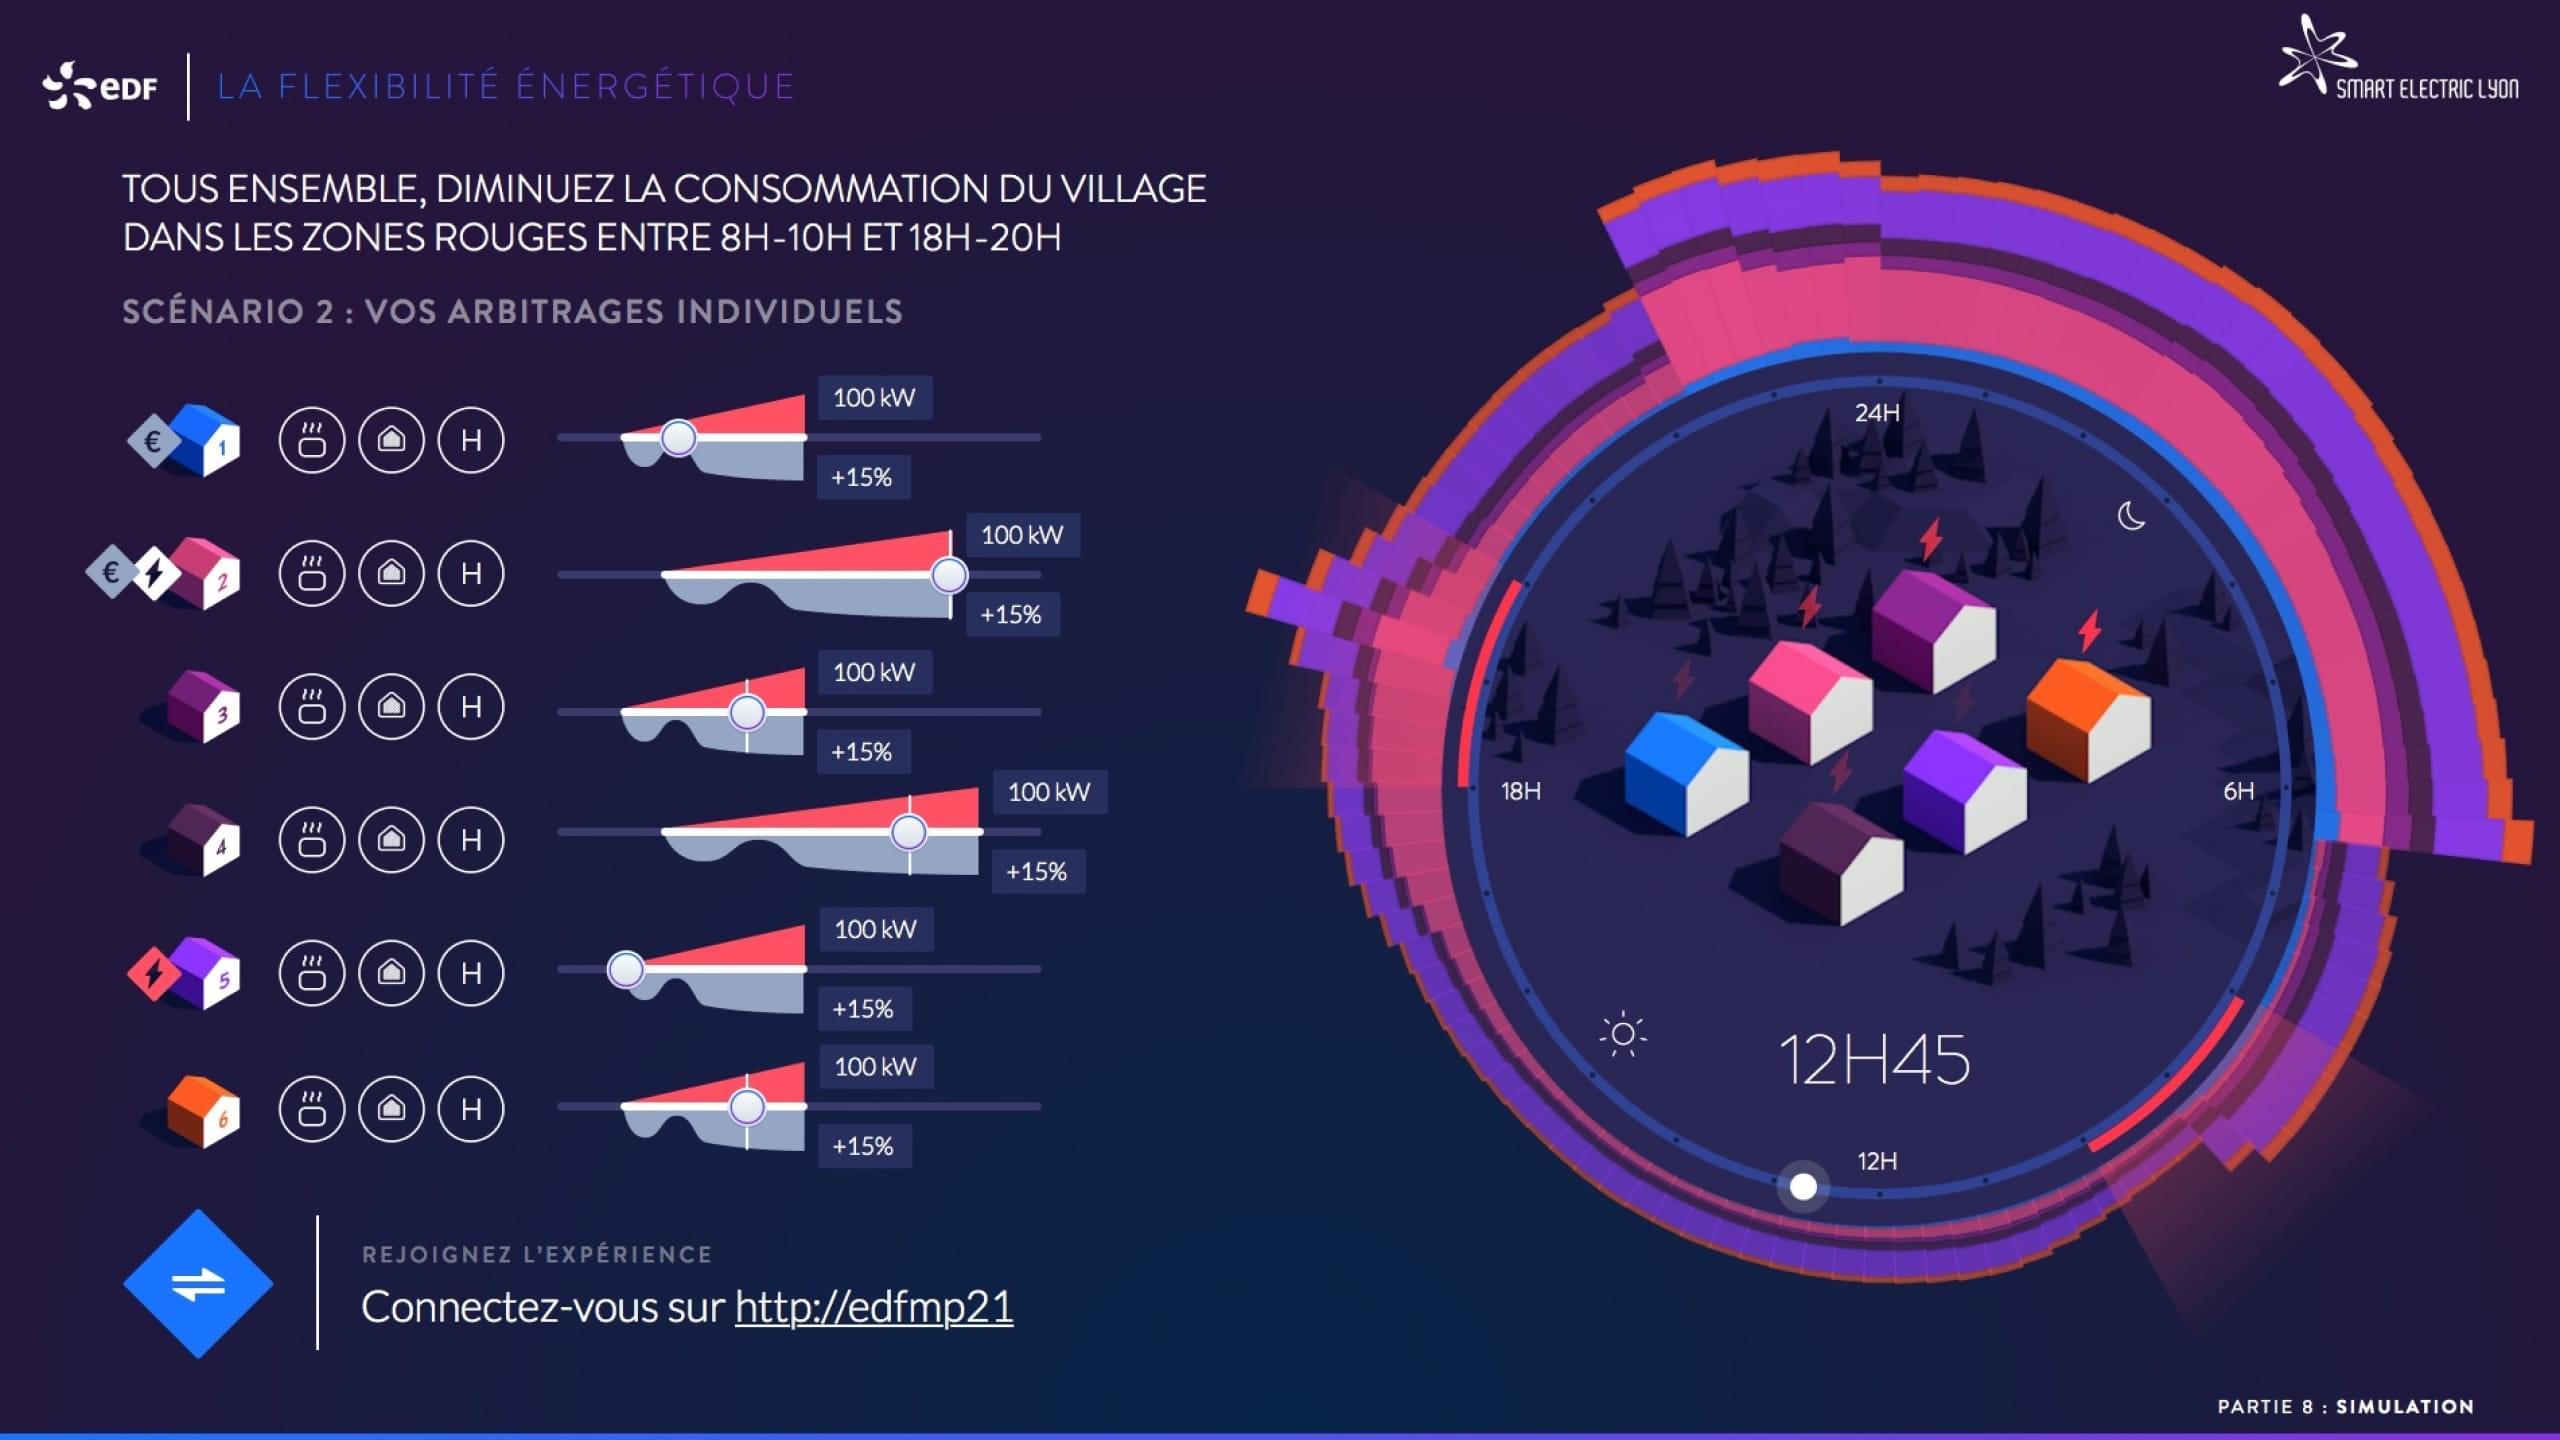 eDF
LA FLEXIBILITÉ ÉNERGÉTIQUE
SMART ELECTRIC LYON
TOUS ENSEMBLE, DIMINUEZ LA CONSOMMATION DU VILLAGE
DANS LES ZONES ROUGES ENTRE 8H-10H ET 18H-20H
SCÉNARIO 2 : VOS ARBITRAGES INDIVIDUELS
€ 1 H 100 kW
+15%
€ 2 H 100 kW
+15%
3 H 100 kW
+15%
4 H 100 kW
+15%
5 H 100 kW
+15%
6 H 100 kW
+15%
24H
18H
6H
12H45
12H
REJOIGNEZ L'EXPÉRIENCE
Connectez-vous sur http://edfmp21
PARTIE 8 : SIMULATION